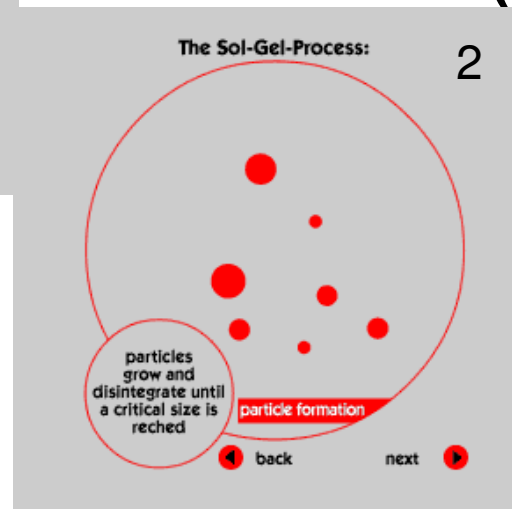 The Sol-Gel-Process:
2
particles
grow and
disintegrate until
a critical size is
reched
particle formation
back
next